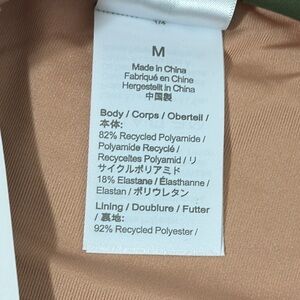 M
Made in China
Fabriqué en Chine
Hergestellt in China
中国製
Body / Corps / Oberteil /
本体:
82% Recycled Polyamide /
Polyamide Recyclé /
Recyceltes Polyamid / リ
サイクルポリアミド
18% Elastane / Élasthanne /
Elastan / ポリウレタン
Lining / Doublure / Futter
/ 裏地:
92% Recycled Polyester /